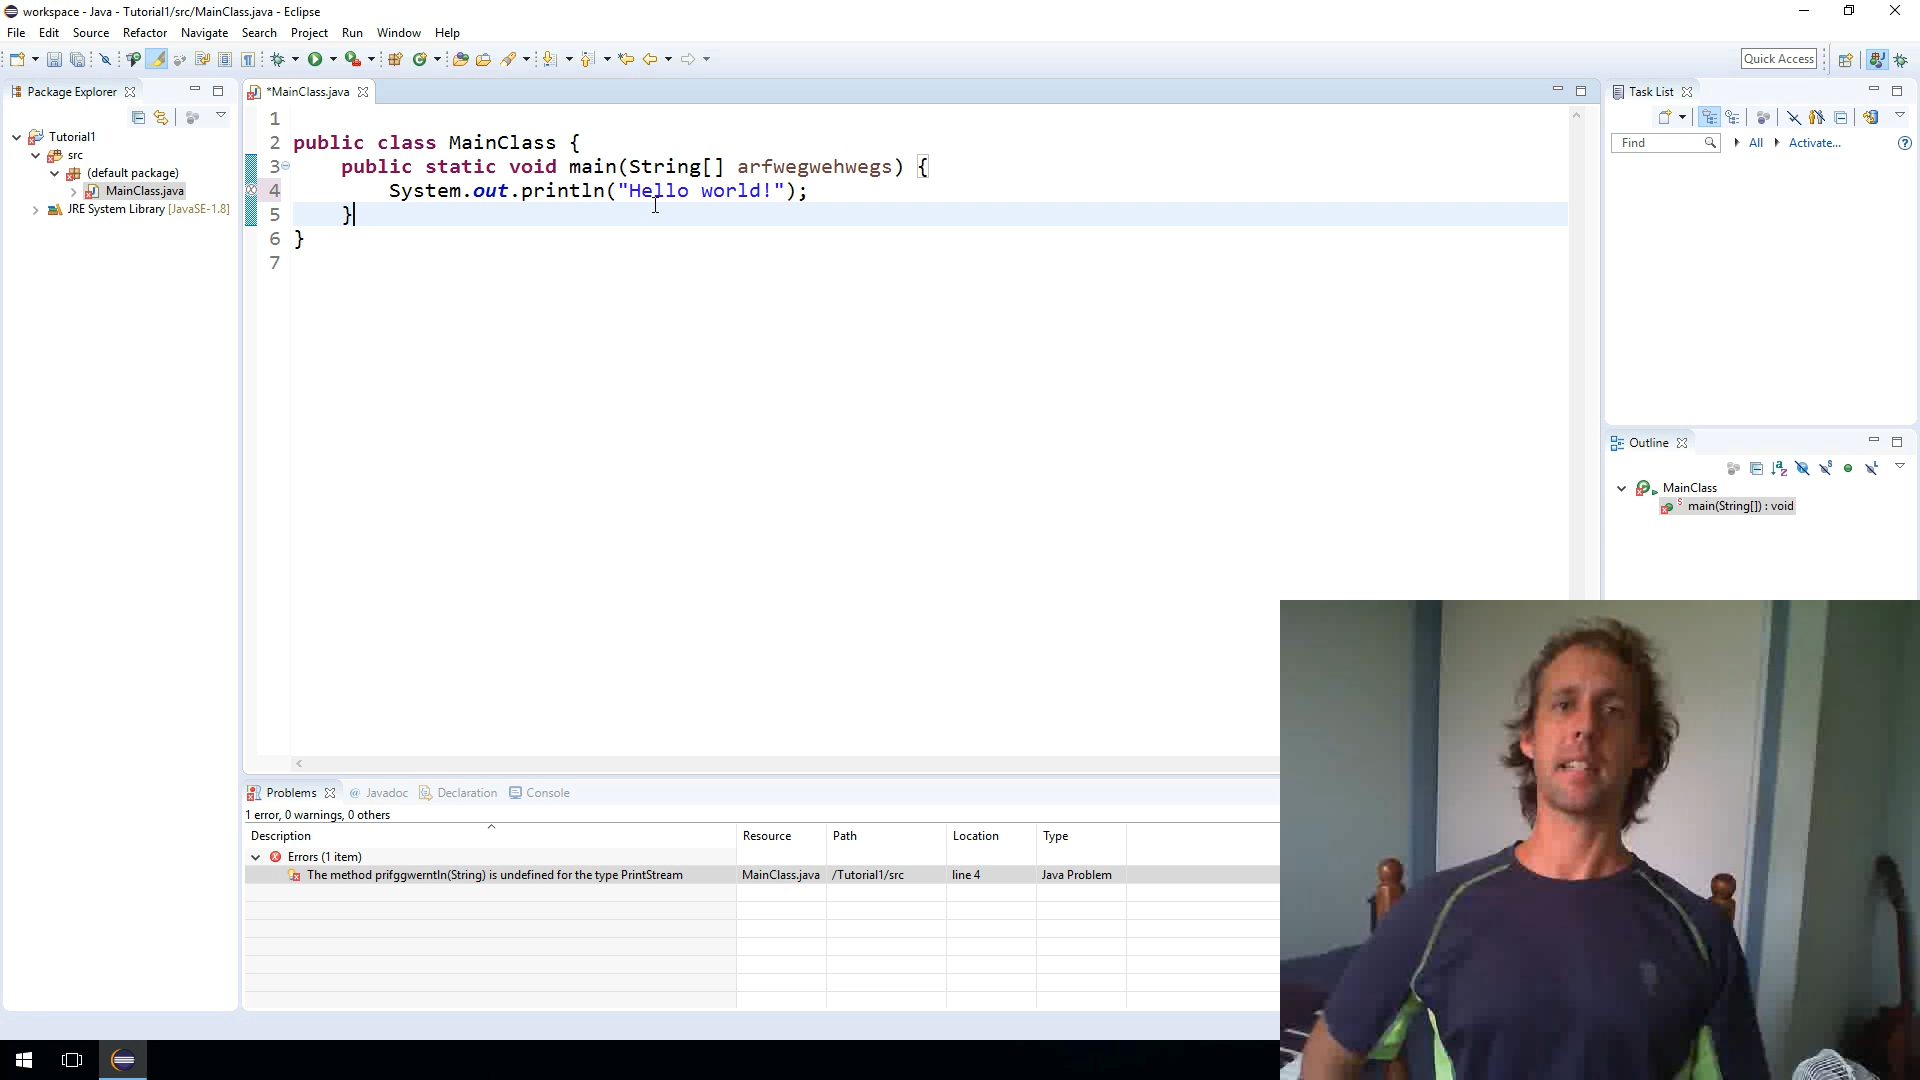 workspace - Java - Tutorial1/src/MainClass.java - Eclipse
File Edit Source Refactor Navigate Search Project Run Window Help
Quick Access
Package Explorer
*MainClass.java
Task List
Tutorial1
src
(default package)
MainClass.java
JRE System Library [JavaSE-1.8]
1
2 public class MainClass {
3 public static void main(String[] arfwegwehwegs) {
4 System.out.println("Hello world!");
5 }
6 }
7
Find All Activate...
Outline
MainClass
main(String[]) : void
Problems @ Javadoc Declaration Console
1 error, 0 warnings, 0 others
Description Resource Path Location Type
Errors (1 item)
The method prifggwerntln(String) is undefined for the type PrintStream MainClass.java /Tutorial1/src line 4 Java Problem